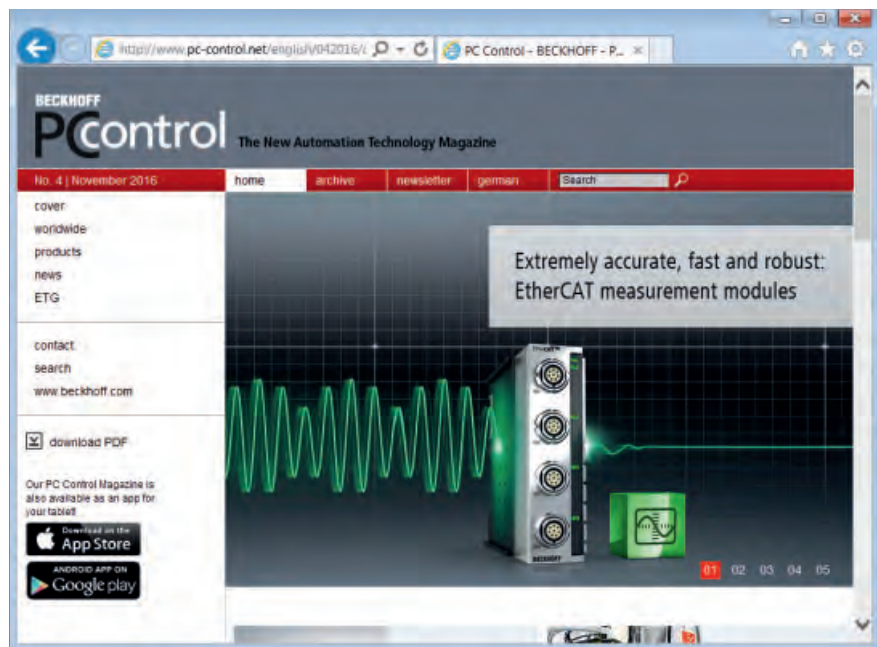 http://www.pc-control.net/english/042016/
PC Control - BECKHOFF - P...
BECKHOFF
PC control The New Automation Technology Magazine
No. 4 | November 2016 home archive newsletter german Search
cover
worldwide
products
news
ETG
Extremely accurate, fast and robust:
EtherCAT measurement modules
contact
search
www.beckhoff.com
download PDF
Our PC Control Magazine is
also available as an app for
your tablet!
Download on the
App Store
ANDROID APP ON
Google play
BECKHOFF
01 02 03 04 05